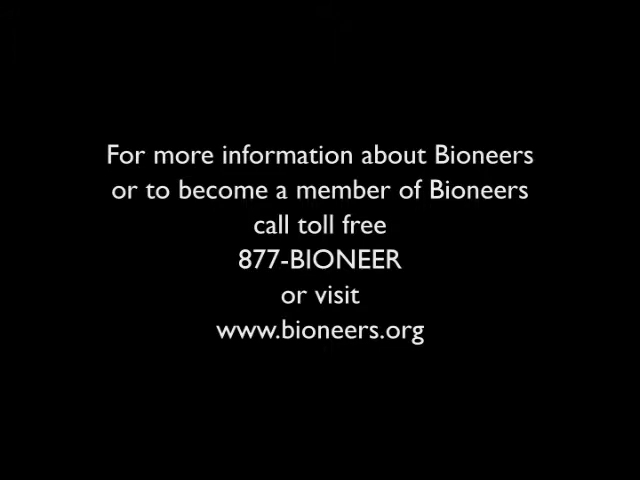 For more information about Bioneers
or to become a member of Bioneers
call toll free
877-BIONEER
or visit
www.bioneers.org